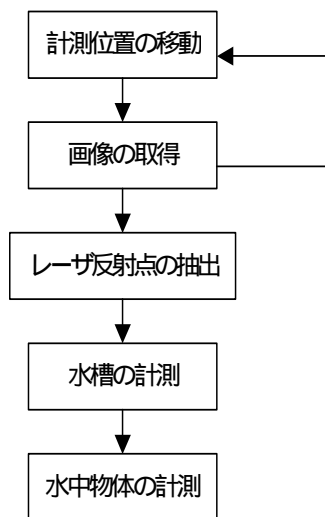 計測位置の移動
画像の取得
レーザ反射点の抽出
水槽の計測
水中物体の計測